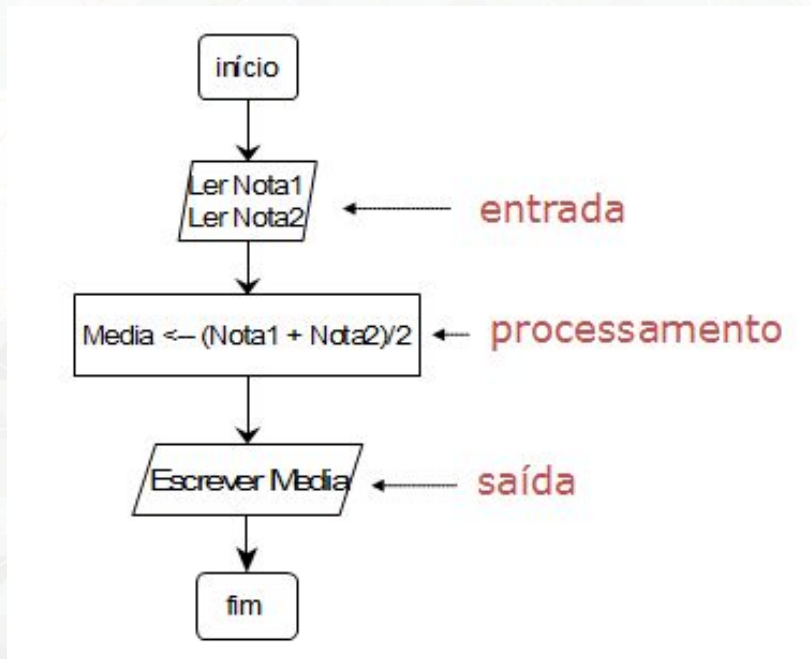 início
Ler Nota1
Ler Nota2
entrada
Media <-- (Nota1 + Nota2)/2
processamento
Escrever Media
saída
fim